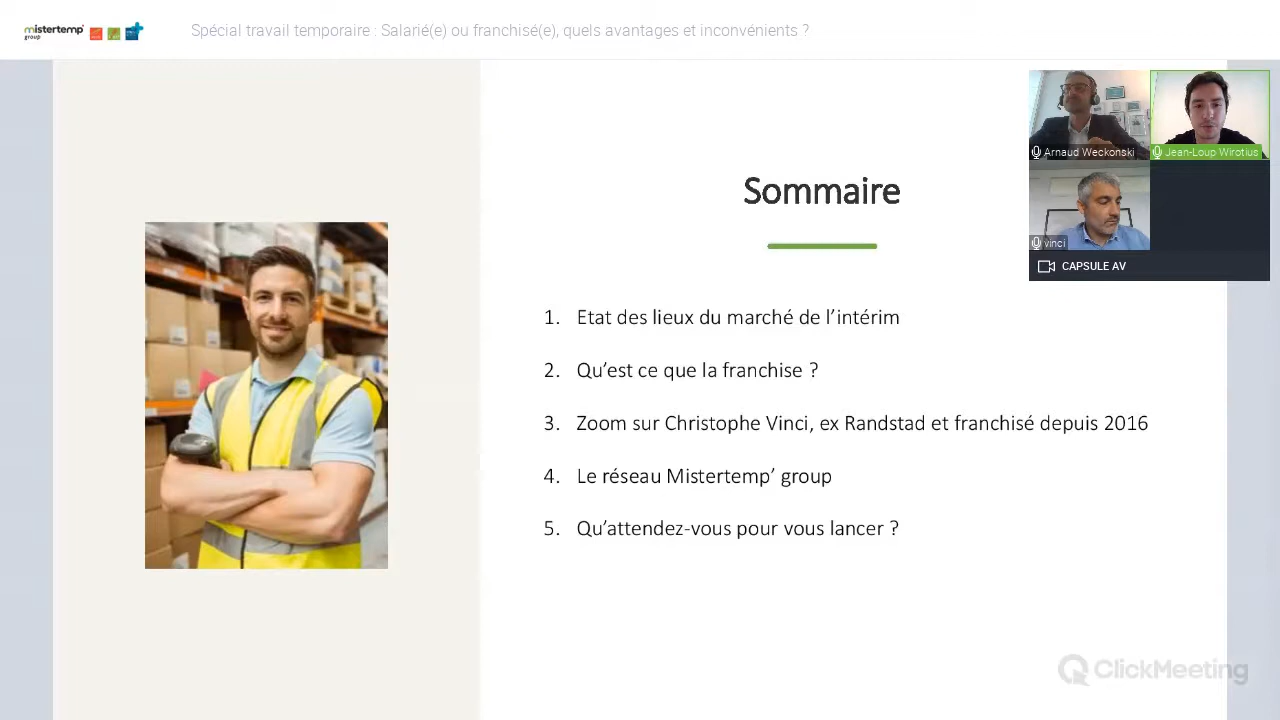 mistertemp'
group
Spécial travail temporaire : Salarié(e) ou franchisé(e), quels avantages et inconvénients ?
Arnaud Weckonski
Jean-Loup Wirotius
vinci
CAPSULE AV
Sommaire
1. Etat des lieux du marché de l’intérim
2. Qu’est ce que la franchise ?
3. Zoom sur Christophe Vinci, ex Randstad et franchisé depuis 2016
4. Le réseau Mistertemp’ group
5. Qu’attendez-vous pour vous lancer ?
ClickMeeting